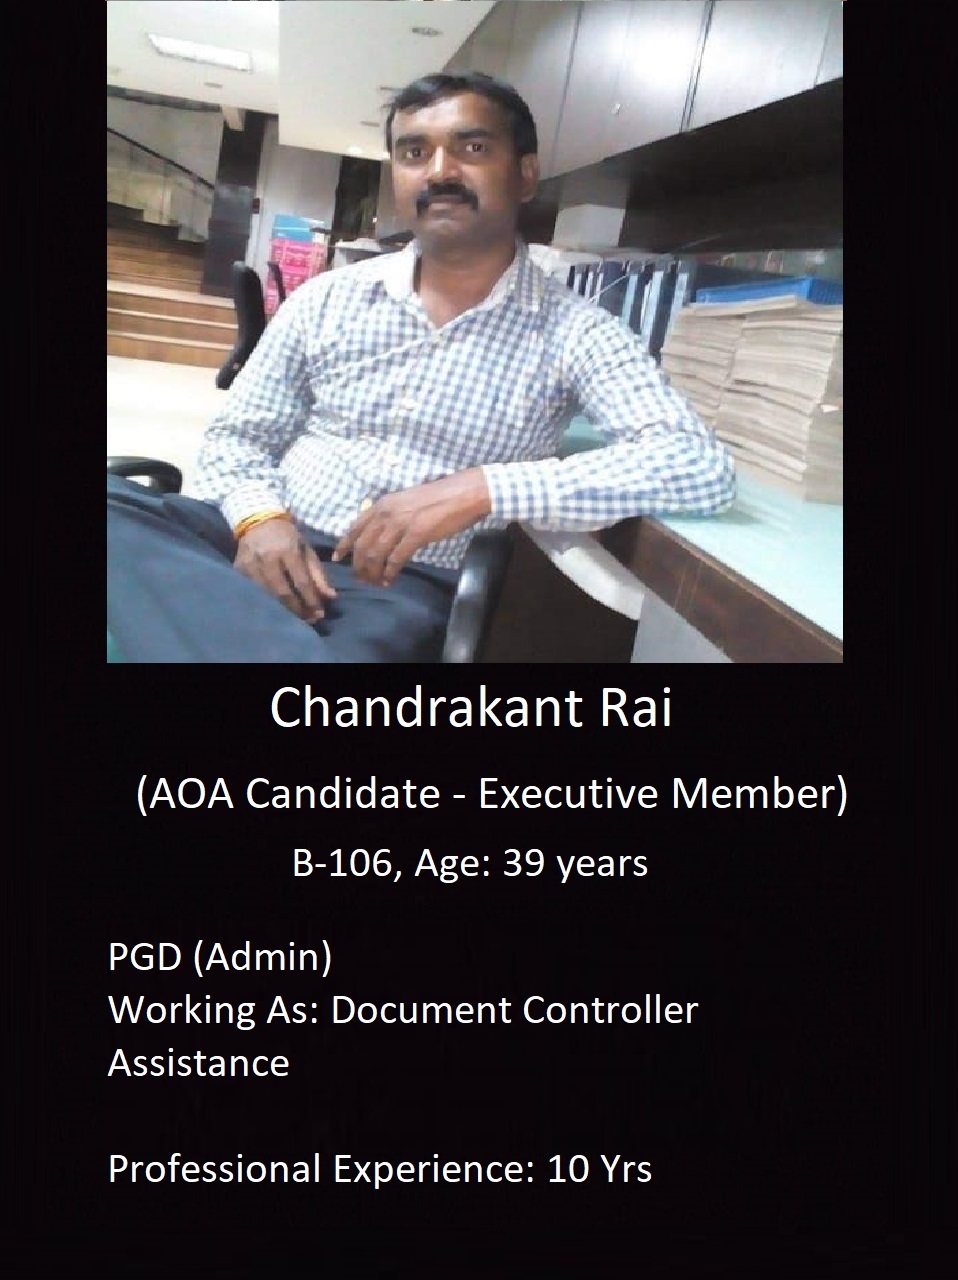 Chandrakant Rai
(AOA Candidate - Executive Member)
B-106, Age: 39 years
PGD (Admin)
Working As: Document Controller
Assistance
Professional Experience: 10 Yrs